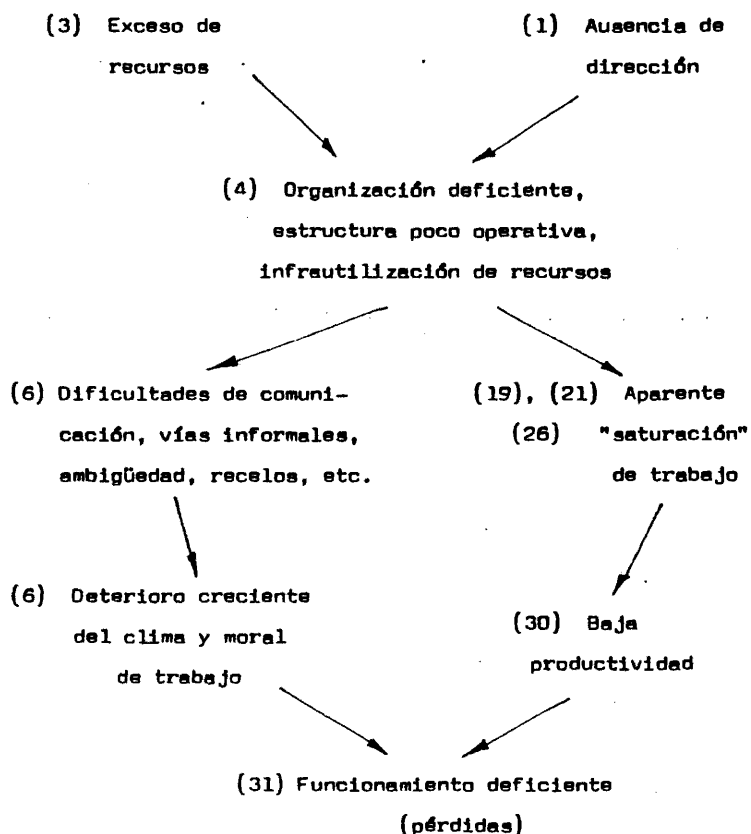 (3) Exceso de
recursos
(1) Ausencia de
dirección
(4) Organización deficiente,
estructura poco operativa,
infrautilización de recursos
(6) Dificultades de comuni-
cación, vías informales,
ambigüedad, recelos, etc.
(19), (21) Aparente
(26) "saturación"
de trabajo
(6) Deterioro creciente
del clima y moral
de trabajo
(30) Baja
productividad
(31) Funcionamiento deficiente
(pérdidas)